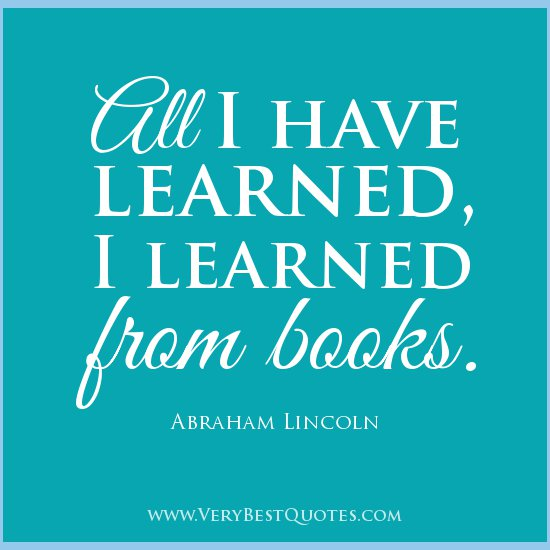 All I HAVE
LEARNED,
I LEARNED
from books.
ABRAHAM LINCOLN
WWW.VERYBESTQUOTES.COM